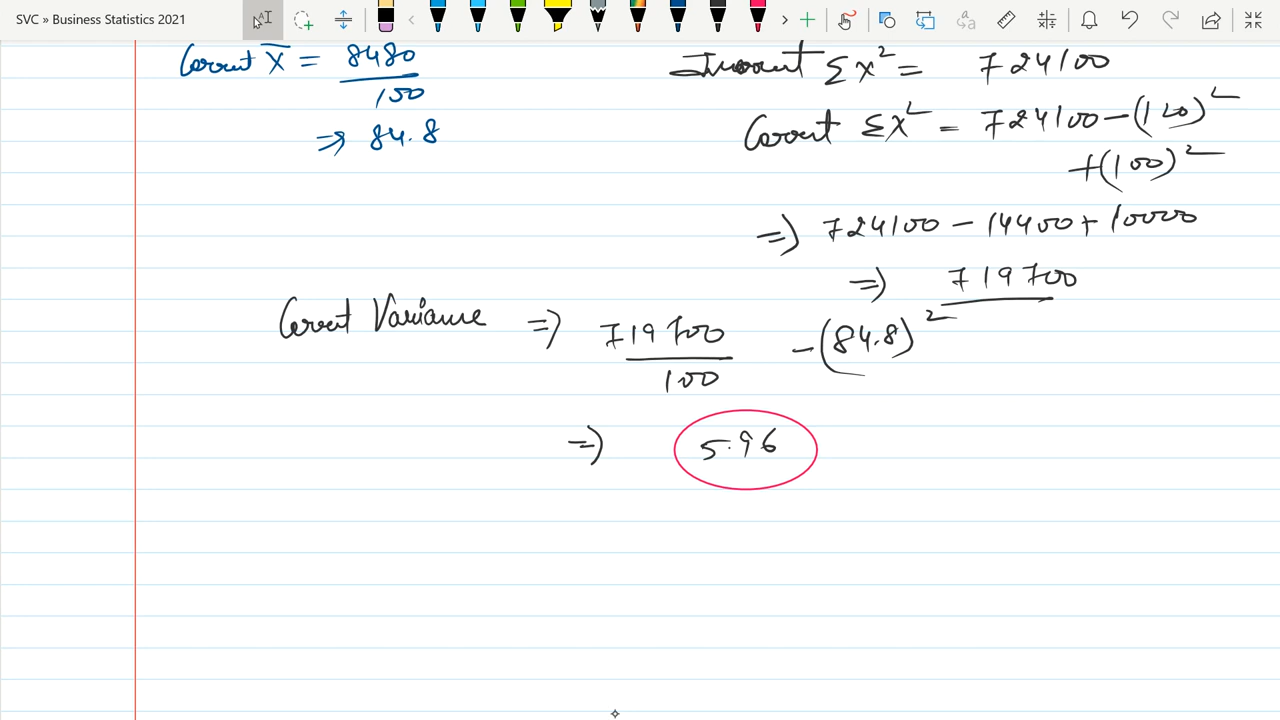 SVC » Business Statistics 2021
Correct X̄ = 8480
100
⇒ 84.8
Incorrect Σx² = 724100
Correct Σx² = 724100 - (120)²
+(100)²
⇒ 724100 - 14400 + 10000
⇒ 719700
Correct Variance ⇒ 719700 - (84.8)²
100
⇒ 5.96